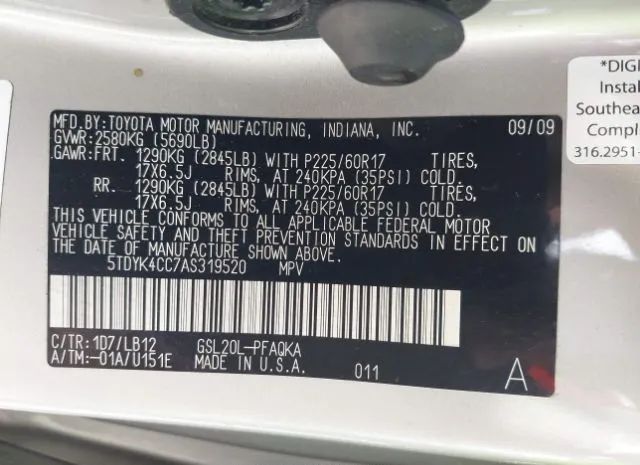 MFD.BY:TOYOTA MOTOR MANUFACTURING, INDIANA, INC. 09/09
GVWR:2580KG (5690LB)
GAWR:FRT. 1290KG (2845LB) WITH P225/60R17 TIRES,
17X6.5J RIMS, AT 240KPA (35PSI) COLD.
RR. 1290KG (2845LB) WITH P225/60R17 TIRES,
17X6.5J RIMS, AT 240KPA (35PSI) COLD.
THIS VEHICLE CONFORMS TO ALL APPLICABLE FEDERAL MOTOR
VEHICLE SAFETY AND THEFT PREVENTION STANDARDS IN EFFECT ON
THE DATE OF MANUFACTURE SHOWN ABOVE.
5TDYK4CC7AS319520 MPV
C/TR:1D7/LB12 GSL20L-PFAQKA
A/TM:-01A/U151E MADE IN U.S.A. 011 A
*DIGI
Instal
Southea
Compli
316.2951-